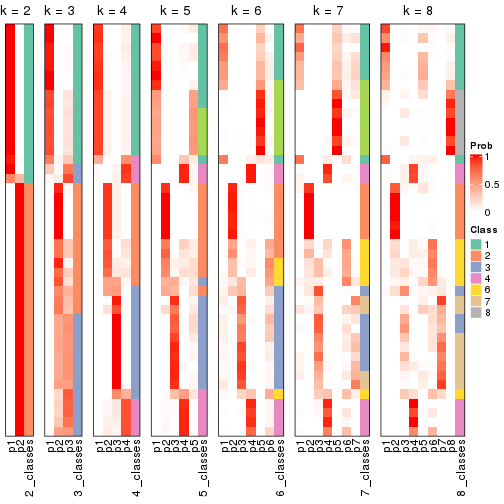 k = 2
k = 3
k = 4
k = 5
k = 6
k = 7
k = 8
p1
p2
2_classes
p1
p2
p3
3_classes
p1
p2
p3
p4
4_classes
p1
p2
p3
p4
p5
5_classes
p1
p2
p3
p4
p5
p6
6_classes
p1
p2
p3
p4
p5
p6
p7
7_classes
p1
p2
p3
p4
p5
p6
p7
p8
8_classes
Prob
1
0.5
0
Class
1
2
3
4
6
7
8